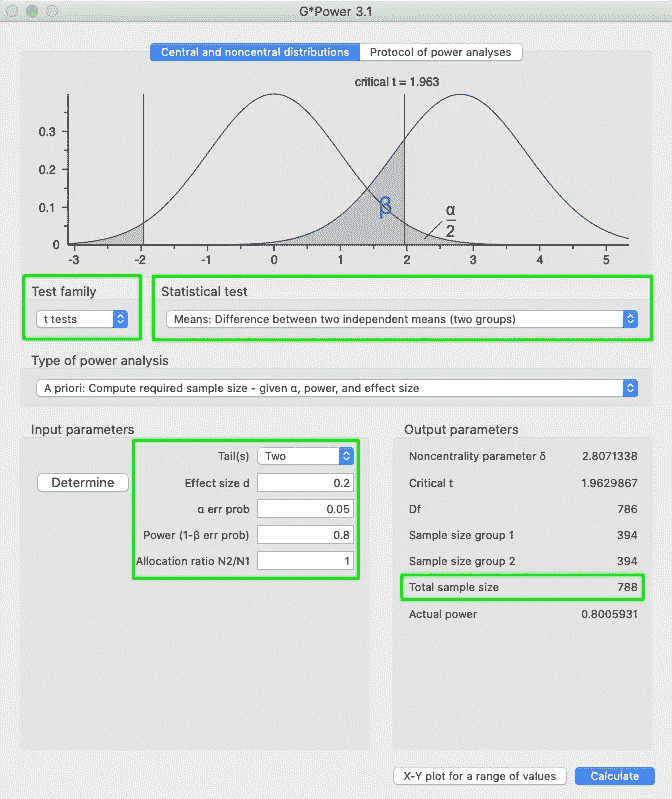 G*Power 3.1
Central and noncentral distributions Protocol of power analyses
critical t = 1.963
0.3
0.2
0.1
0
β
α
2
-3 -2 -1 0 1 2 3 4 5
Test family Statistical test
t tests Means: Difference between two independent means (two groups)
Type of power analysis
A priori: Compute required sample size - given α, power, and effect size
Input parameters Output parameters
Tail(s) Two Noncentrality parameter δ 2.8071338
Determine Effect size d 0.2 Critical t 1.9629867
α err prob 0.05 Df 786
Power (1-β err prob) 0.8 Sample size group 1 394
Allocation ratio N2/N1 1 Sample size group 2 394
Total sample size 788
Actual power 0.8005931
X-Y plot for a range of values Calculate